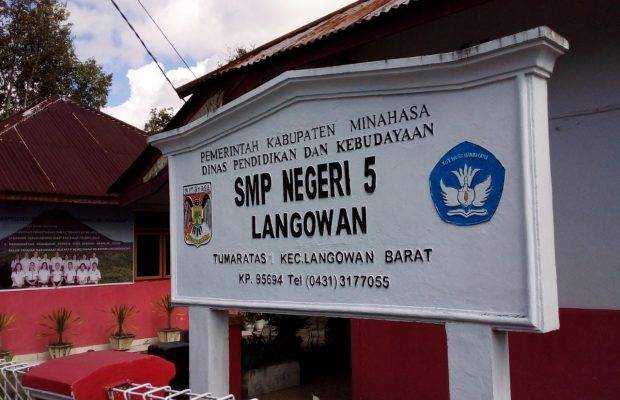 PEMERINTAH KABUPATEN MINAHASA
DINAS PENDIDIKAN DAN KEBUDAYAAN
SMP NEGERI 5
LANGOWAN
TUMARATAS KEC.LANGOWAN BARAT
KP. 95694 Tel (0431) 3177055